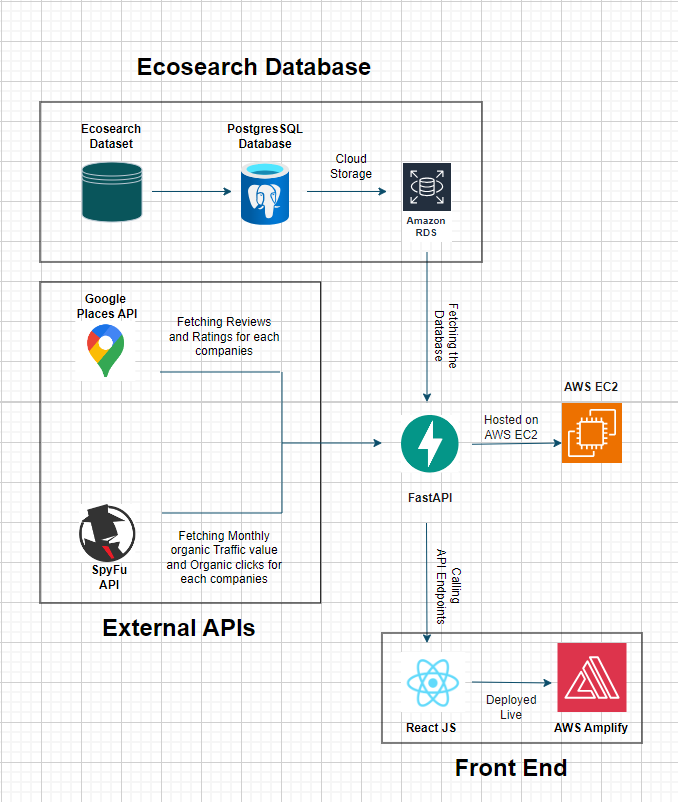 Ecosearch Database
Ecosearch
Dataset
PostgresSQL
Database
Cloud
Storage
Amazon
RDS
Google
Places API
Fetching Reviews
and Ratings for each
companies
Fetching the
Database
AWS EC2
Hosted on
AWS EC2
FastAPI
SpyFu
API
Fetching Monthly
organic Traffic value
and Organic clicks for
each companies
External APIs
Calling
API Endpoints
React JS
Deployed
Live
AWS Amplify
Front End